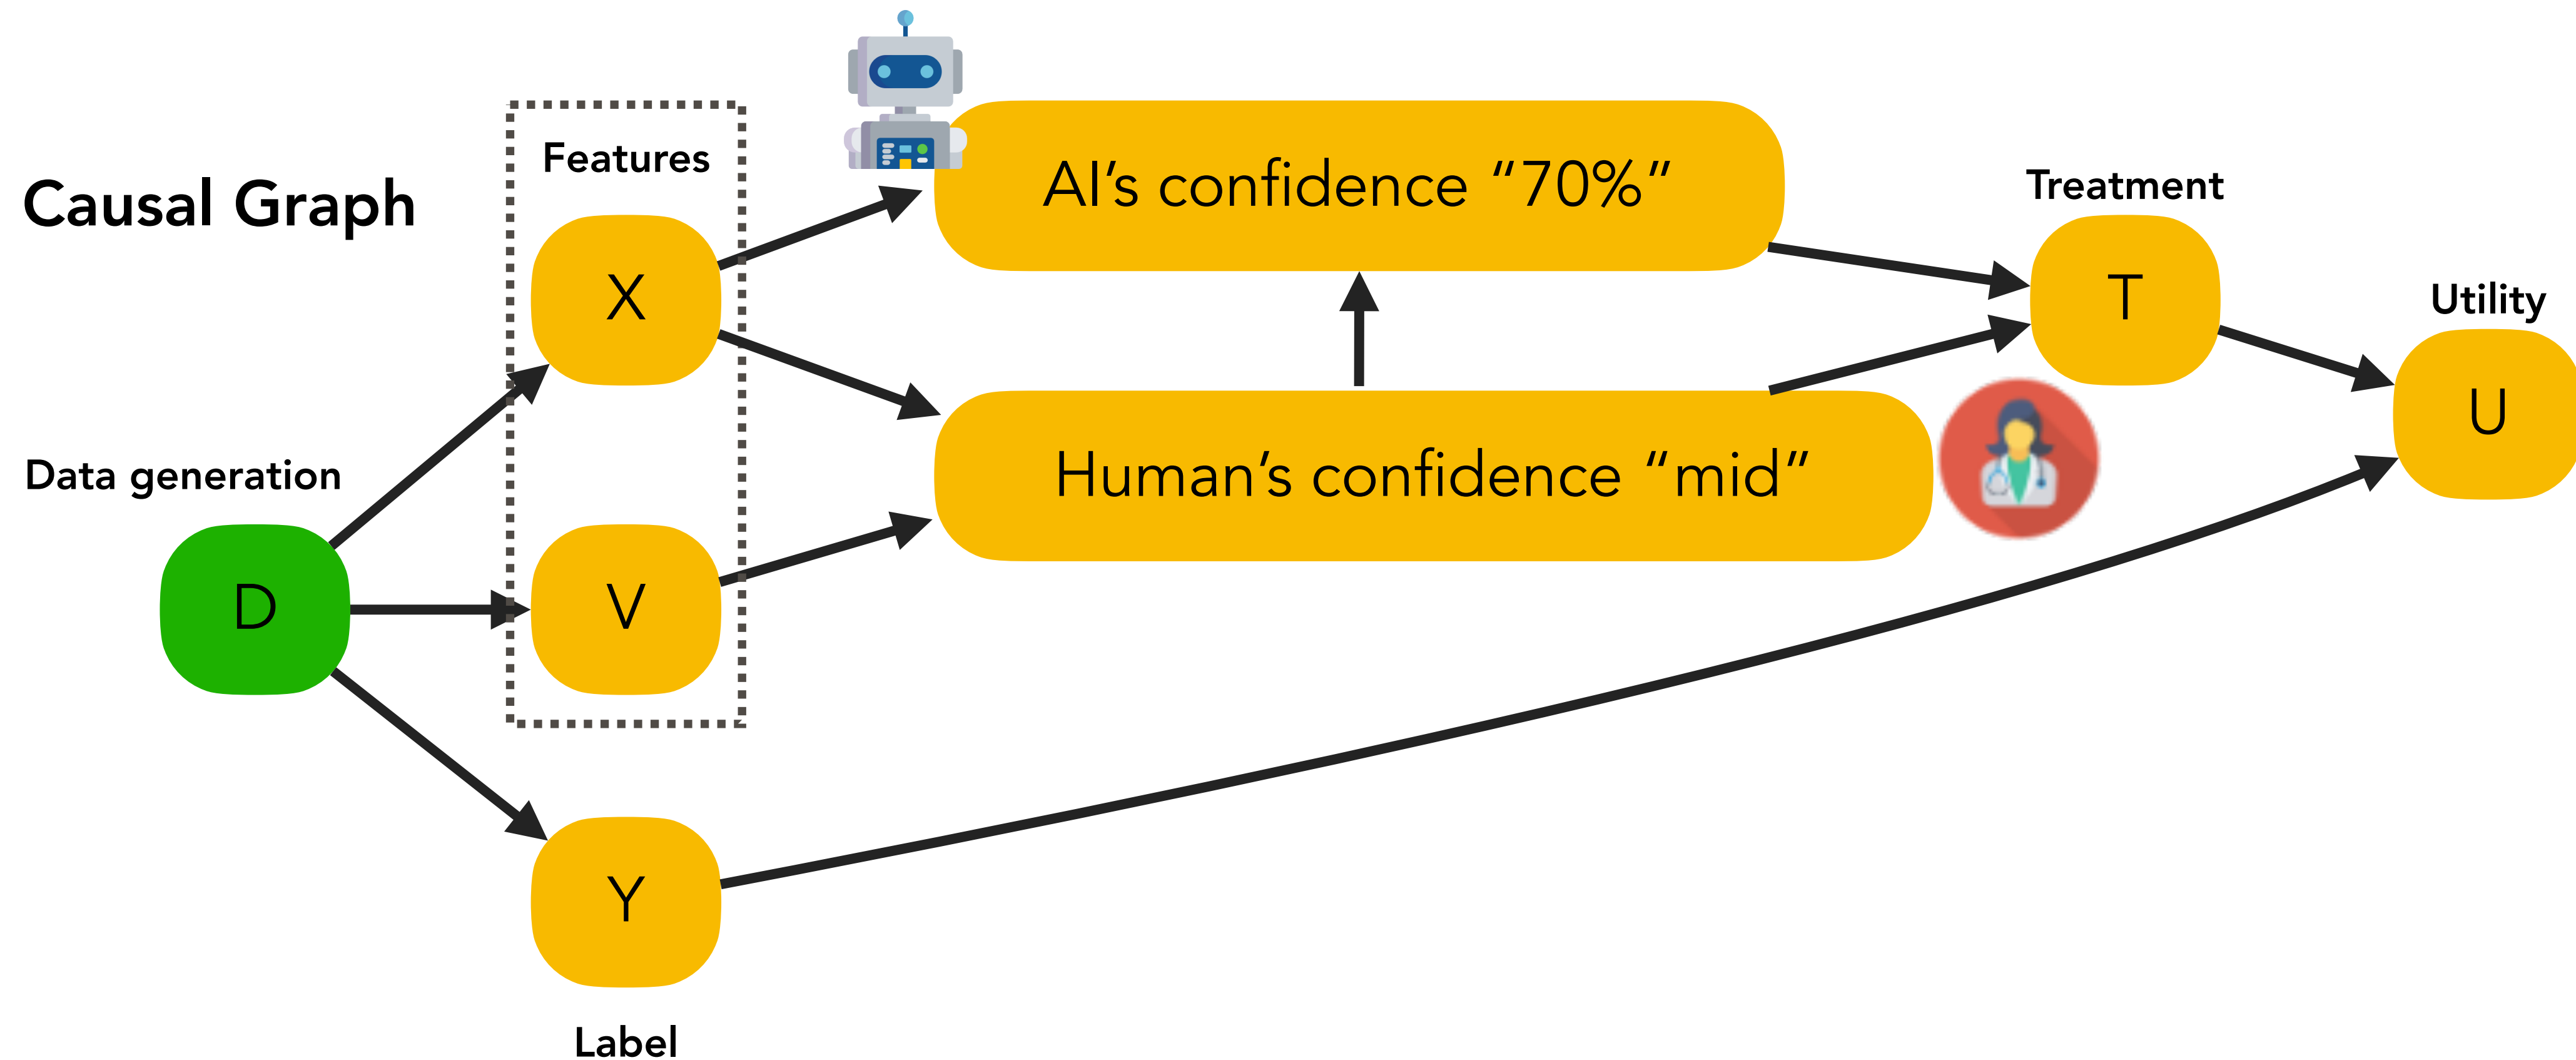 Causal Graph
Data generation
D
Features
X
V
Y
Label
AI’s confidence “70%”
Human’s confidence “mid”
Treatment
T
Utility
U